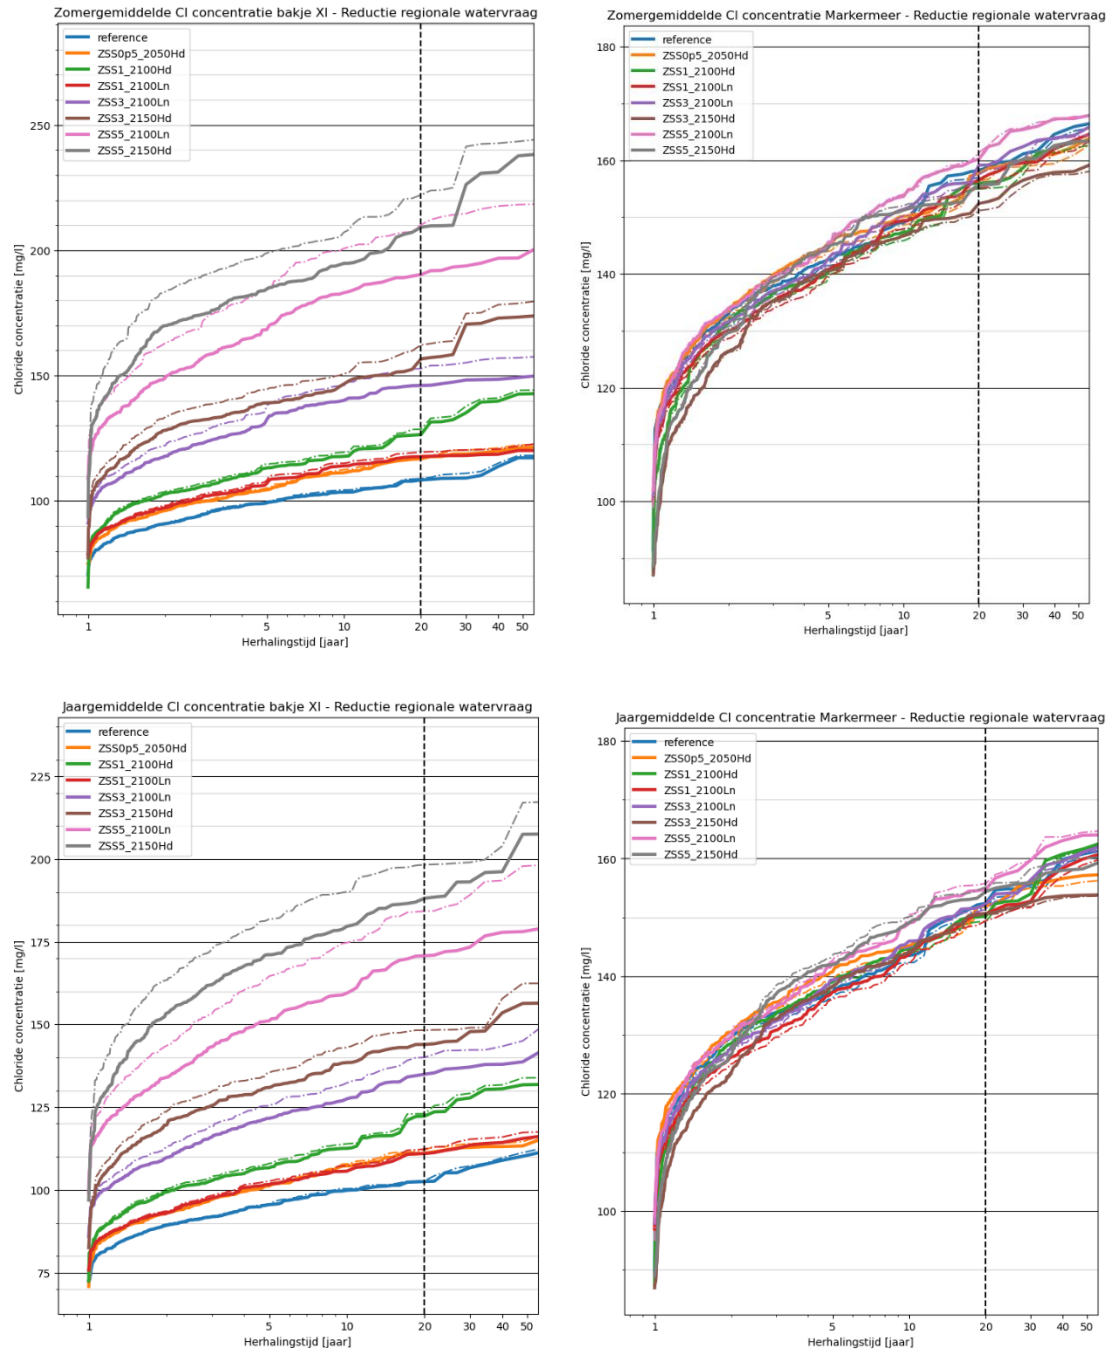 Zomergemiddelde Cl concentratie bakje XI - Reductie regionale watervraag
reference
ZSS0p5_2050Hd
ZSS1_2100Hd
ZSS1_2100Ln
ZSS3_2100Ln
ZSS3_2150Hd
ZSS5_2100Ln
ZSS5_2150Hd
250
200
150
100
Chloride concentratie [mg/l]
1
5
10
20
30
40
50
Herhalingstijd [jaar]
Zomergemiddelde Cl concentratie Markermeer - Reductie regionale watervraag
reference
ZSS0p5_2050Hd
ZSS1_2100Hd
ZSS1_2100Ln
ZSS3_2100Ln
ZSS3_2150Hd
ZSS5_2100Ln
ZSS5_2150Hd
180
160
140
120
100
Chloride concentratie [mg/l]
1
5
10
20
30
40
50
Herhalingstijd [jaar]
Jaargemiddelde Cl concentratie bakje XI - Reductie regionale watervraag
reference
ZSS0p5_2050Hd
ZSS1_2100Hd
ZSS1_2100Ln
ZSS3_2100Ln
ZSS3_2150Hd
ZSS5_2100Ln
ZSS5_2150Hd
225
200
175
150
125
100
75
Chloride concentratie [mg/l]
1
5
10
20
30
40
50
Herhalingstijd [jaar]
Jaargemiddelde Cl concentratie Markermeer - Reductie regionale watervraag
reference
ZSS0p5_2050Hd
ZSS1_2100Hd
ZSS1_2100Ln
ZSS3_2100Ln
ZSS3_2150Hd
ZSS5_2100Ln
ZSS5_2150Hd
180
160
140
120
100
Chloride concentratie [mg/l]
1
5
10
20
30
40
50
Herhalingstijd [jaar]